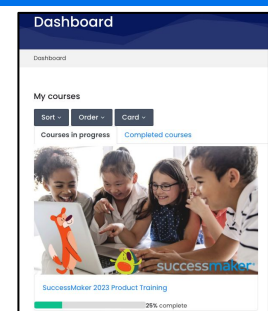 Dashboard
Dashboard
My courses
Sort
Order
Card
Courses in progress
Completed courses
successmaker
SuccessMaker 2023 Product Training
25% complete